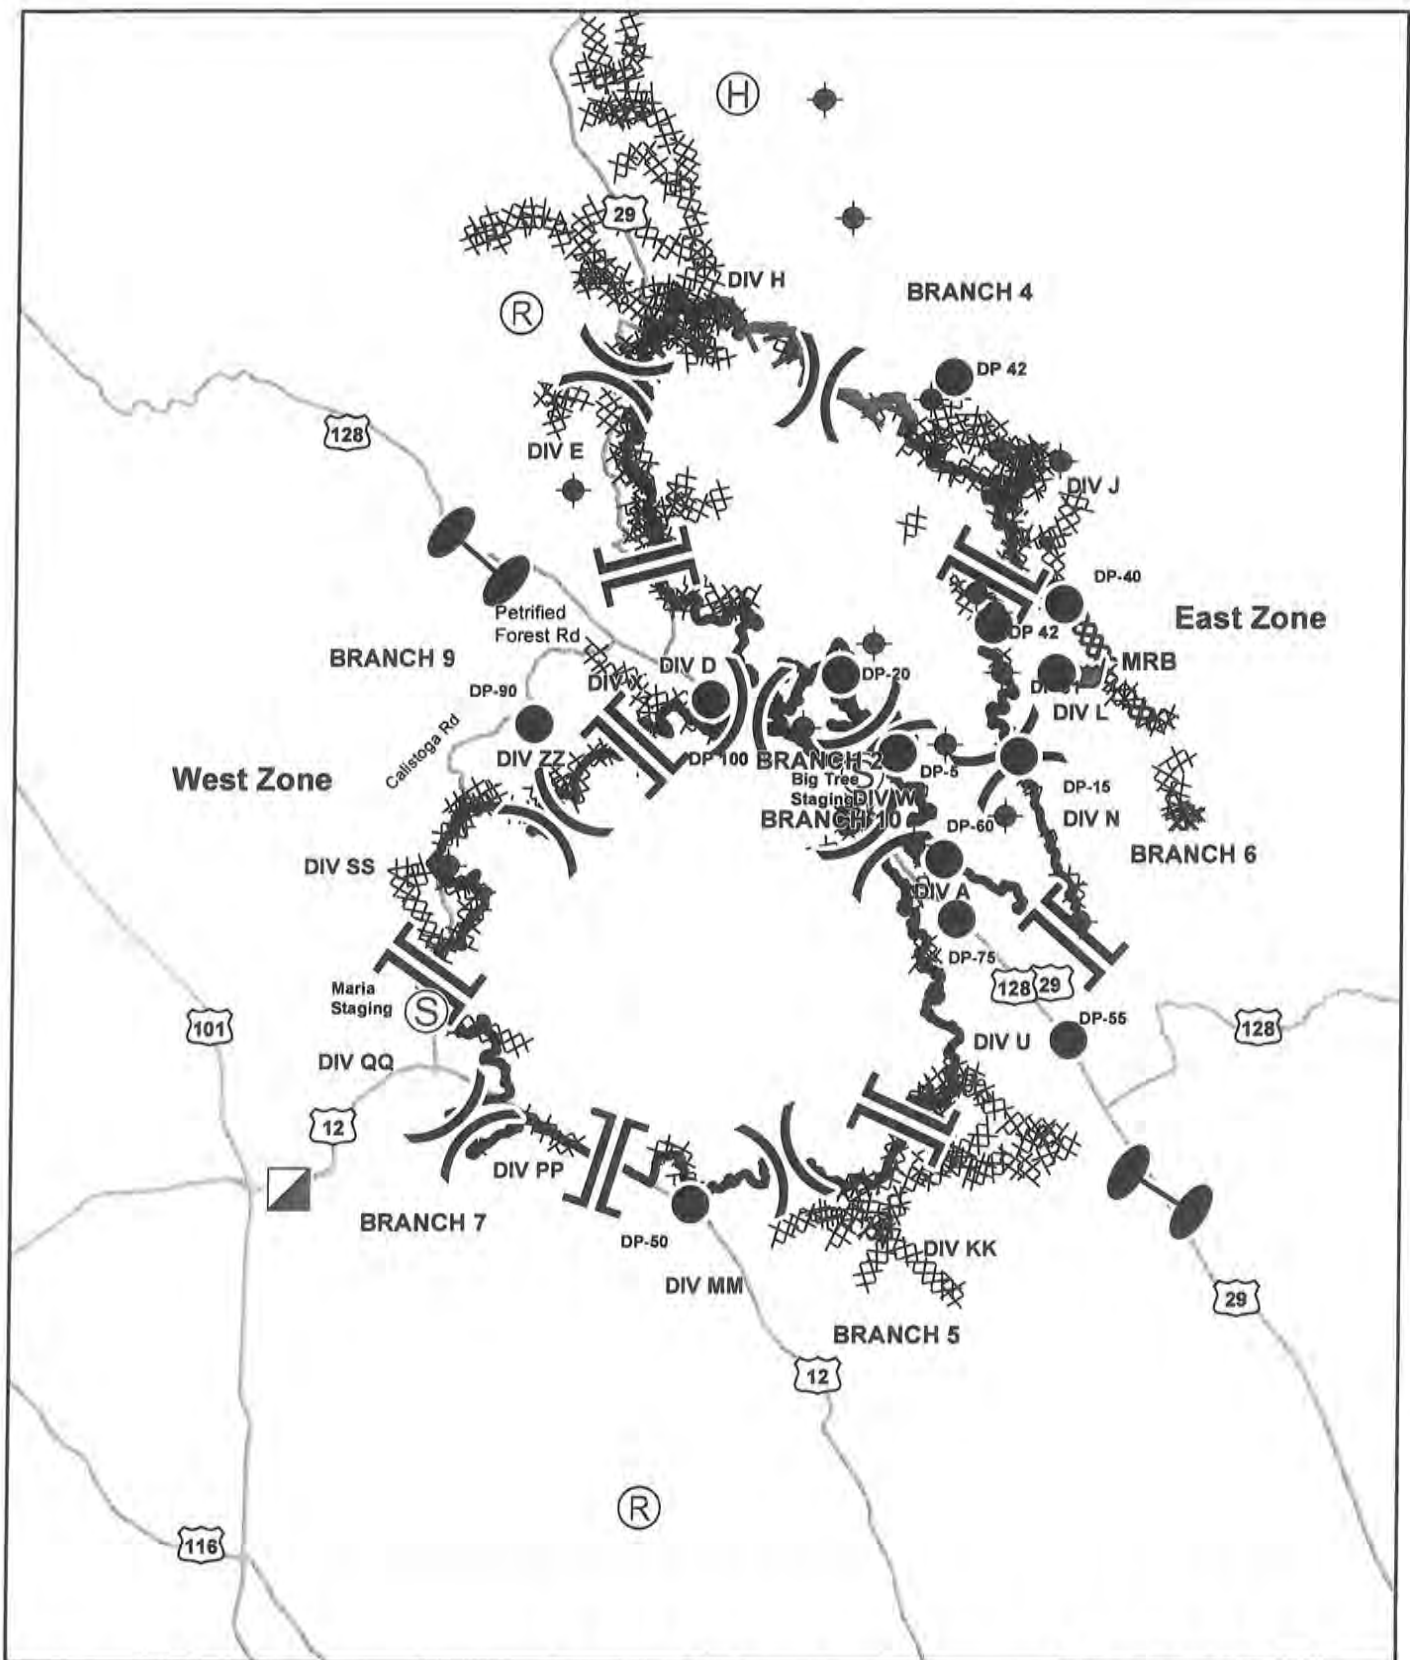 H
29
DIV H
BRANCH 4
R
DP 42
128
DIV E
DIV J
DP-40
Petrified
Forest Rd
East Zone
DP 42
BRANCH 9
DIV D
DP-20
MRB
DP-90
DIV
DIV L
Calistoga Rd
DIV ZZ
DP 100
BRANCH 2
S
DP-5
West Zone
Big Tree
Staging
DIV W
DP-15
BRANCH 10
DP-60
DIV N
BRANCH 6
DIV SS
DIV A
DP-75
Maria
Staging
S
128
29
DP-55
101
128
DIV U
DIV QQ
12
DIV PP
BRANCH 7
DP-50
DIV KK
DIV MM
29
BRANCH 5
12
R
116